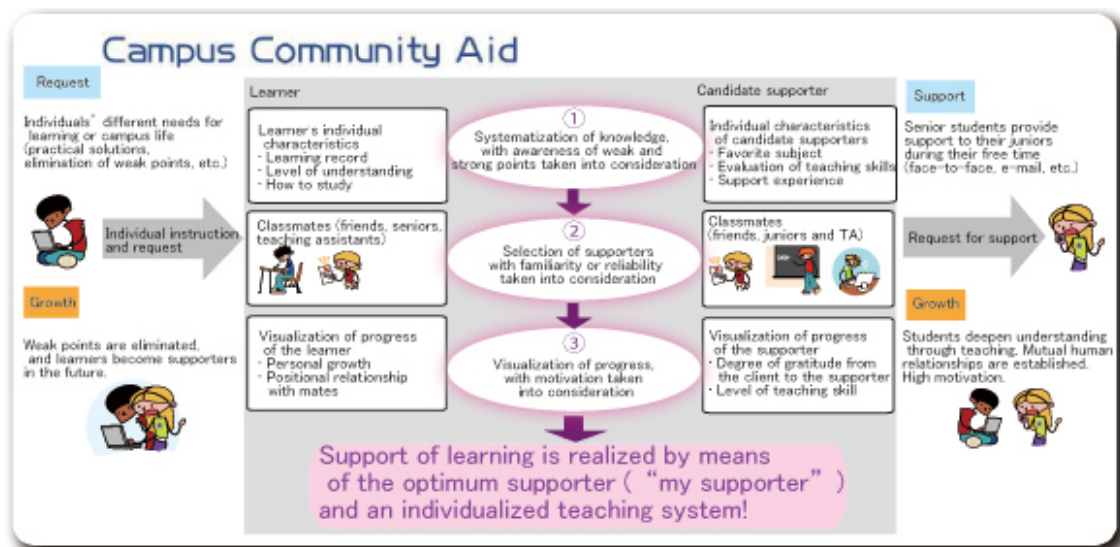 Campus Community Aid
Request
Individuals' different needs for
learning or campus life
(practical solutions,
elimination of weak points, etc.)
Individual instruction
and request
Growth
Weak points are eliminated,
and learners become supporters
in the future.
Learner
Learner's individual
characteristics
- Learning record
- Level of understanding
- How to study
Classmates (friends, seniors,
teaching assistants)
Visualization of progress
of the learner
- Personal growth
- Positional relationship
with mates
①
Systematization of knowledge,
with awareness of weak and
strong points taken into consideration
②
Selection of supporters
with familiarity or reliability
taken into consideration
③
Visualization of progress,
with motivation taken
into consideration
Candidate supporter
Individual characteristics
of candidate supporters
- Favorite subject
- Evaluation of teaching skills
- Support experience
Classmates
(friends, juniors and TA)
Visualization of progress
of the supporter
- Degree of gratitude from
the client to the supporter
- Level of teaching skill
Support
Senior students provide
support to their juniors
during their free time
(face-to-face, e-mail, etc.)
Request for support
Growth
Students deepen understanding
through teaching. Mutual human
relationships are established.
High motivation.
Support of learning is realized by means
of the optimum supporter ( “my supporter” )
and an individualized teaching system!